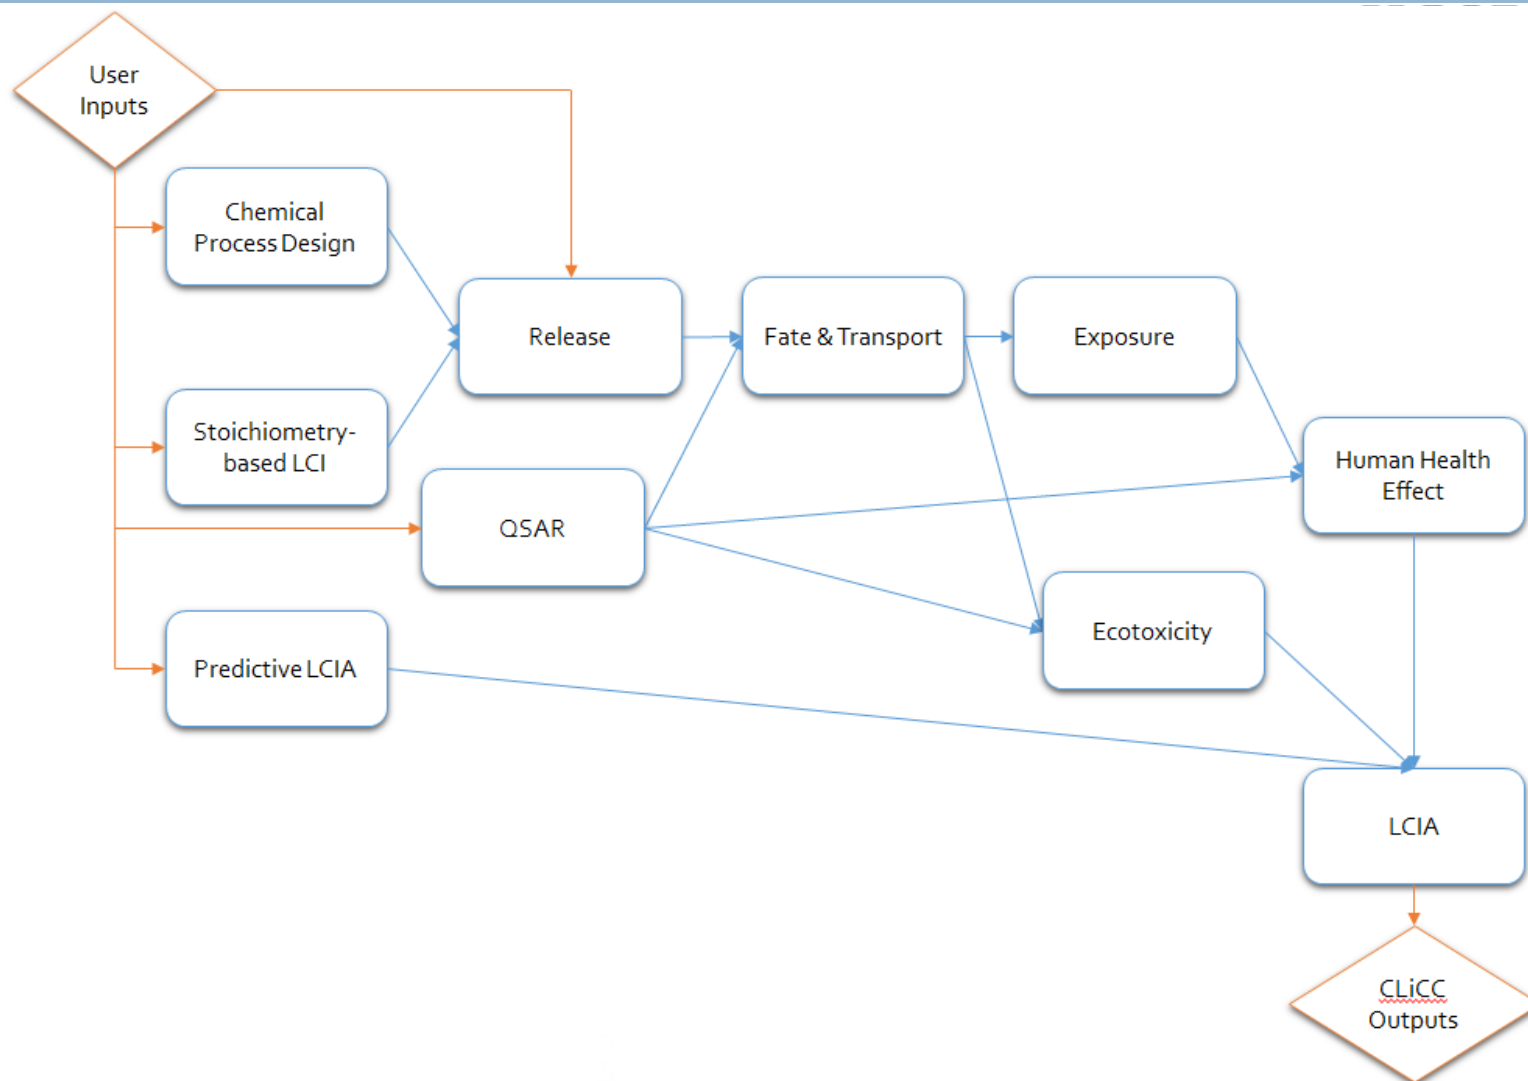 User
Inputs
Chemical
Process Design
Release
Fate & Transport
Exposure
Stoichiometry-
based LCI
QSAR
Human Health
Effect
Ecotoxicity
Predictive LCIA
LCIA
CLiCC
Outputs